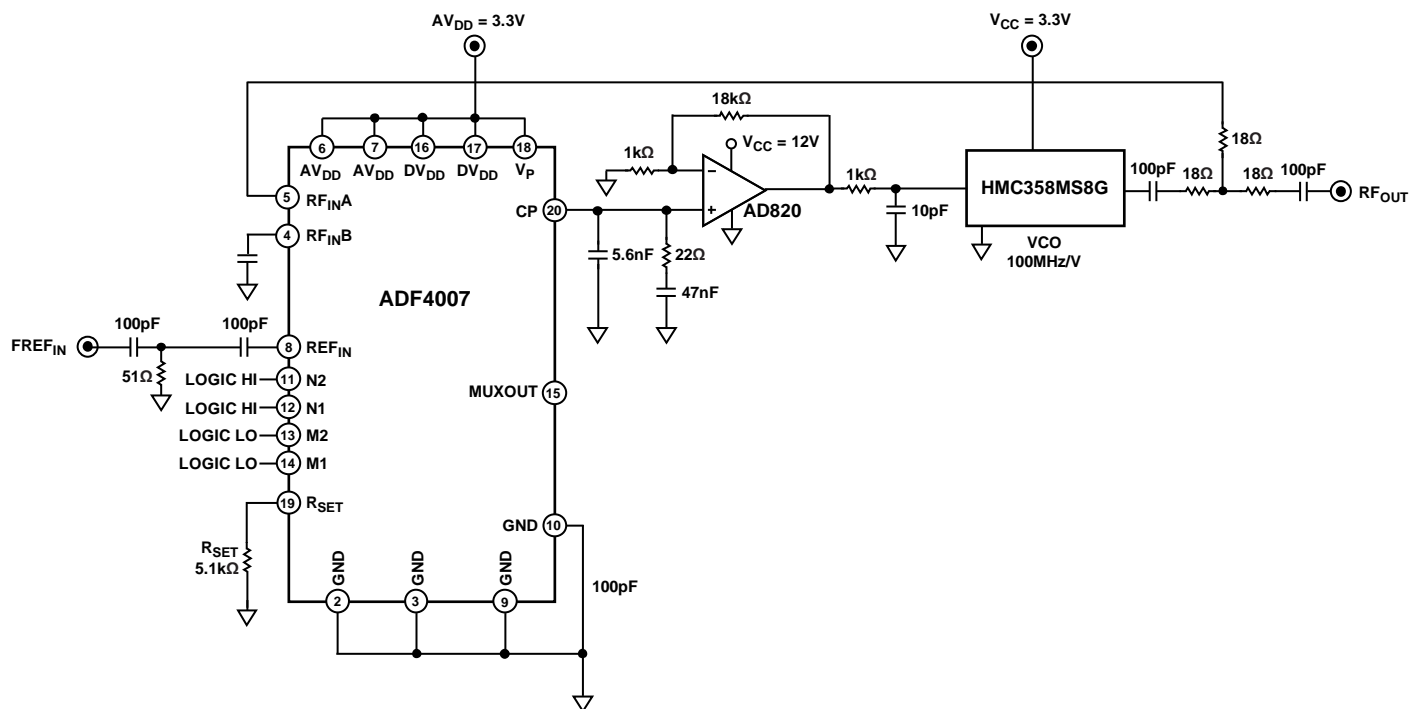 AVDD = 3.3V
VCC = 3.3V
18kΩ
VCC = 12V
1kΩ
18Ω
6
7
16
17
18
AVDD
AVDD
DVDD
DVDD
VP
−
+
AD820
1kΩ
10pF
HMC358MS8G
VCO
100MHz/V
100pF
18Ω
18Ω
100pF
RFOUT
5
RFINA
CP
20
4
RFINB
5.6nF
22Ω
47nF
ADF4007
100pF
100pF
FREFIN
8
REFIN
51Ω
LOGIC HI
11
N2
MUXOUT
15
LOGIC HI
12
N1
LOGIC LO
13
M2
LOGIC LO
14
M1
19
RSET
GND
10
RSET
5.1kΩ
GND
GND
GND
100pF
2
3
9